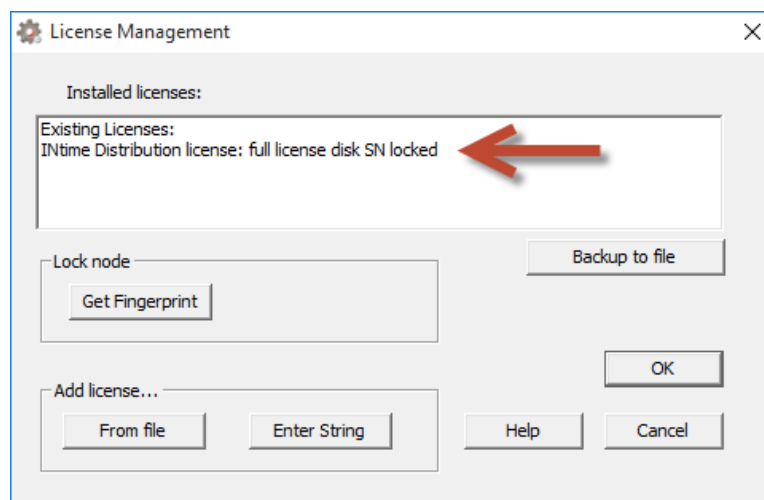 License Management
Installed licenses:
Existing Licenses:
INtime Distribution license: full license disk SN locked
Backup to file
Lock node
Get Fingerprint
OK
Add license...
From file
Enter String
Help
Cancel